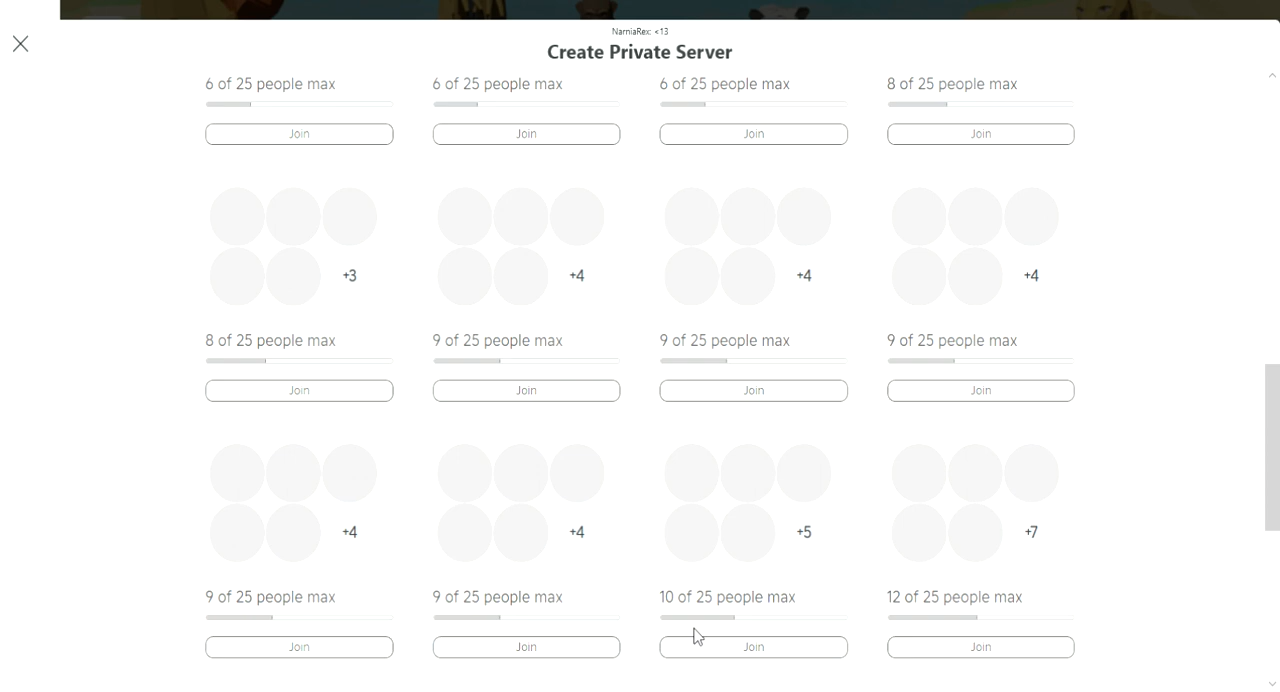 NarniaRex: <13
Create Private Server
6 of 25 people max
6 of 25 people max
6 of 25 people max
8 of 25 people max
Join
Join
Join
Join
+3
+4
+4
+4
8 of 25 people max
9 of 25 people max
9 of 25 people max
9 of 25 people max
Join
Join
Join
Join
+4
+4
+5
+7
9 of 25 people max
9 of 25 people max
10 of 25 people max
12 of 25 people max
Join
Join
Join
Join